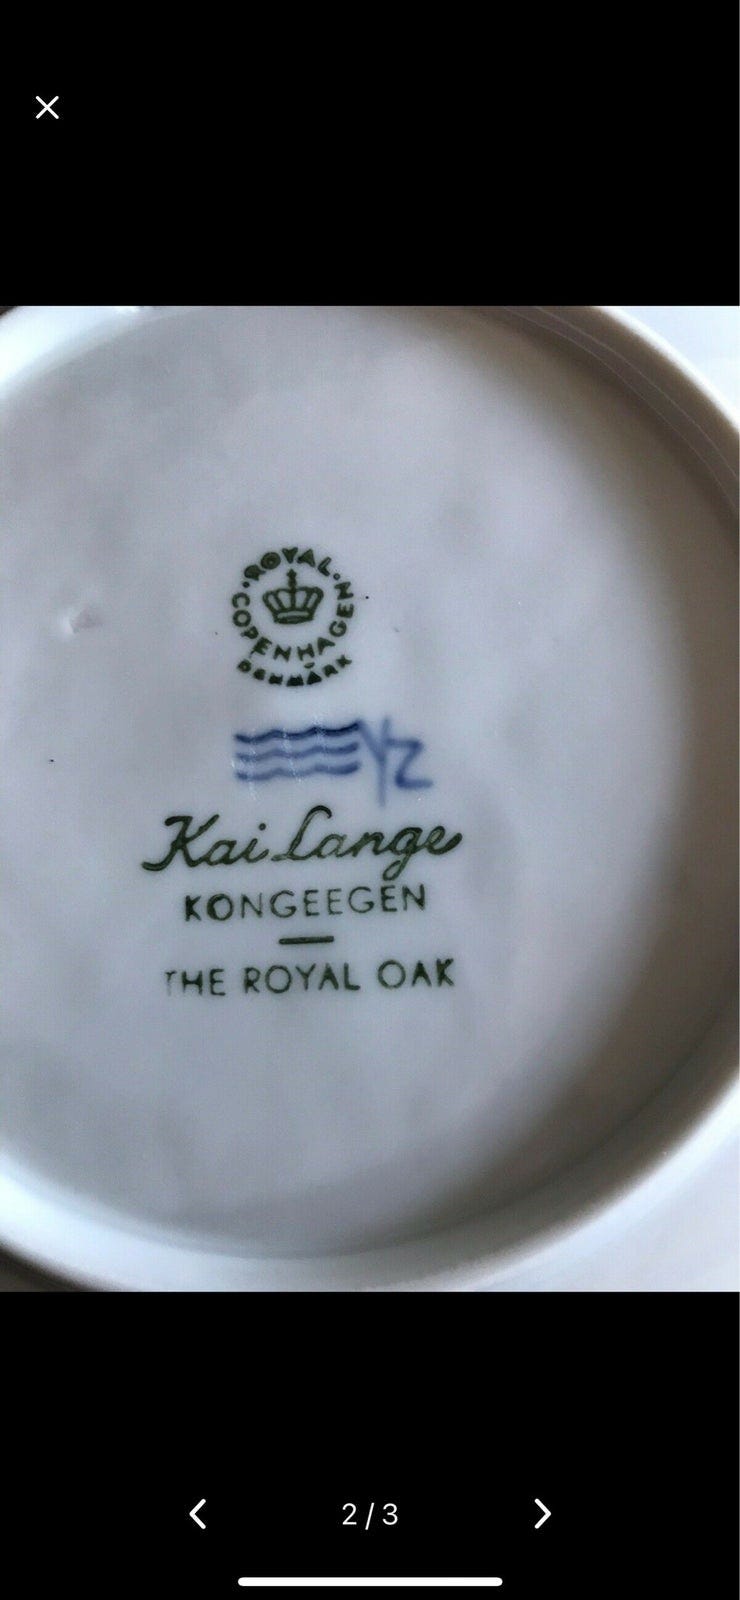 ROYAL
COPENHAGEN
DENMARK
Kai Lange
KONGEEGEN
THE ROYAL OAK
2 / 3